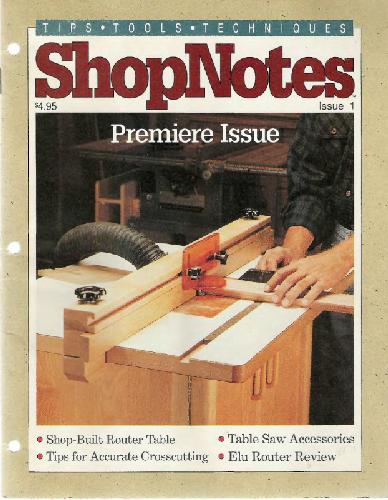 TIPS • TOOLS • TECHNIQUES
ShopNotes
$4.95 Issue 1
Premiere Issue
• Shop-Built Router Table
• Tips for Accurate Crosscutting
• Table Saw Accessories
• Elu Router Review